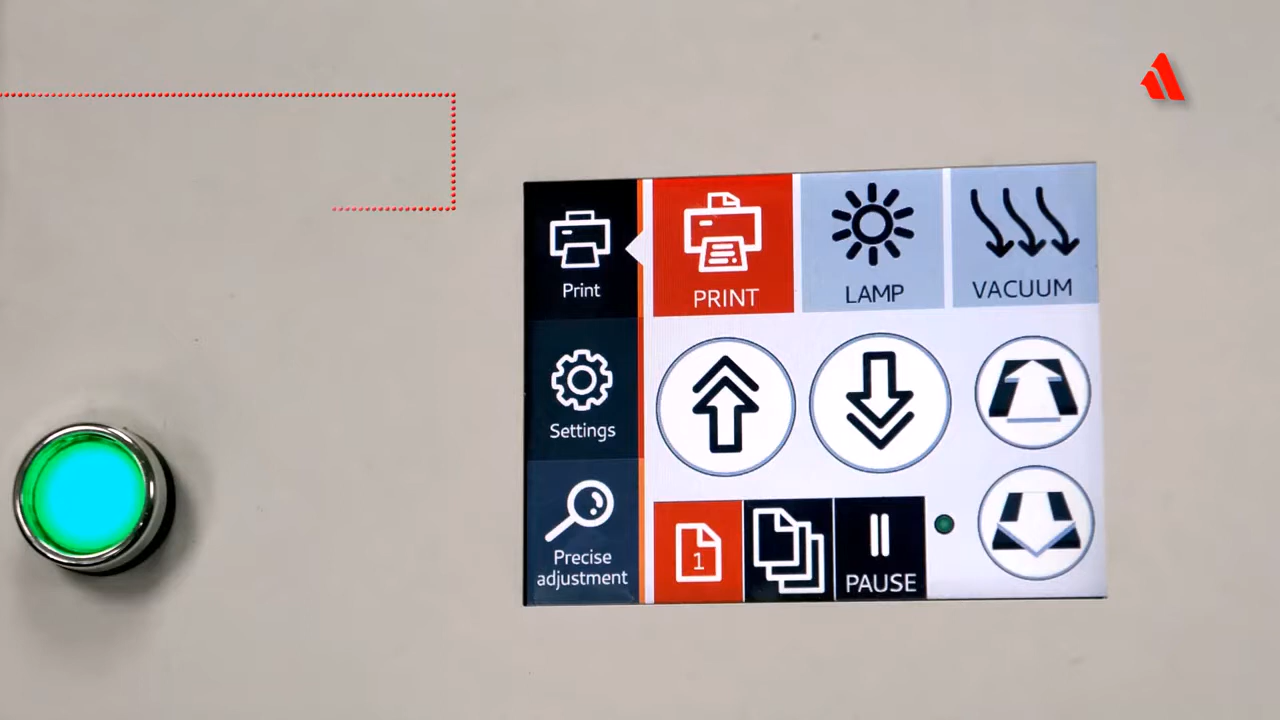 Print
PRINT
LAMP
VACUUM
Settings
Precise
adjustment
1
PAUSE